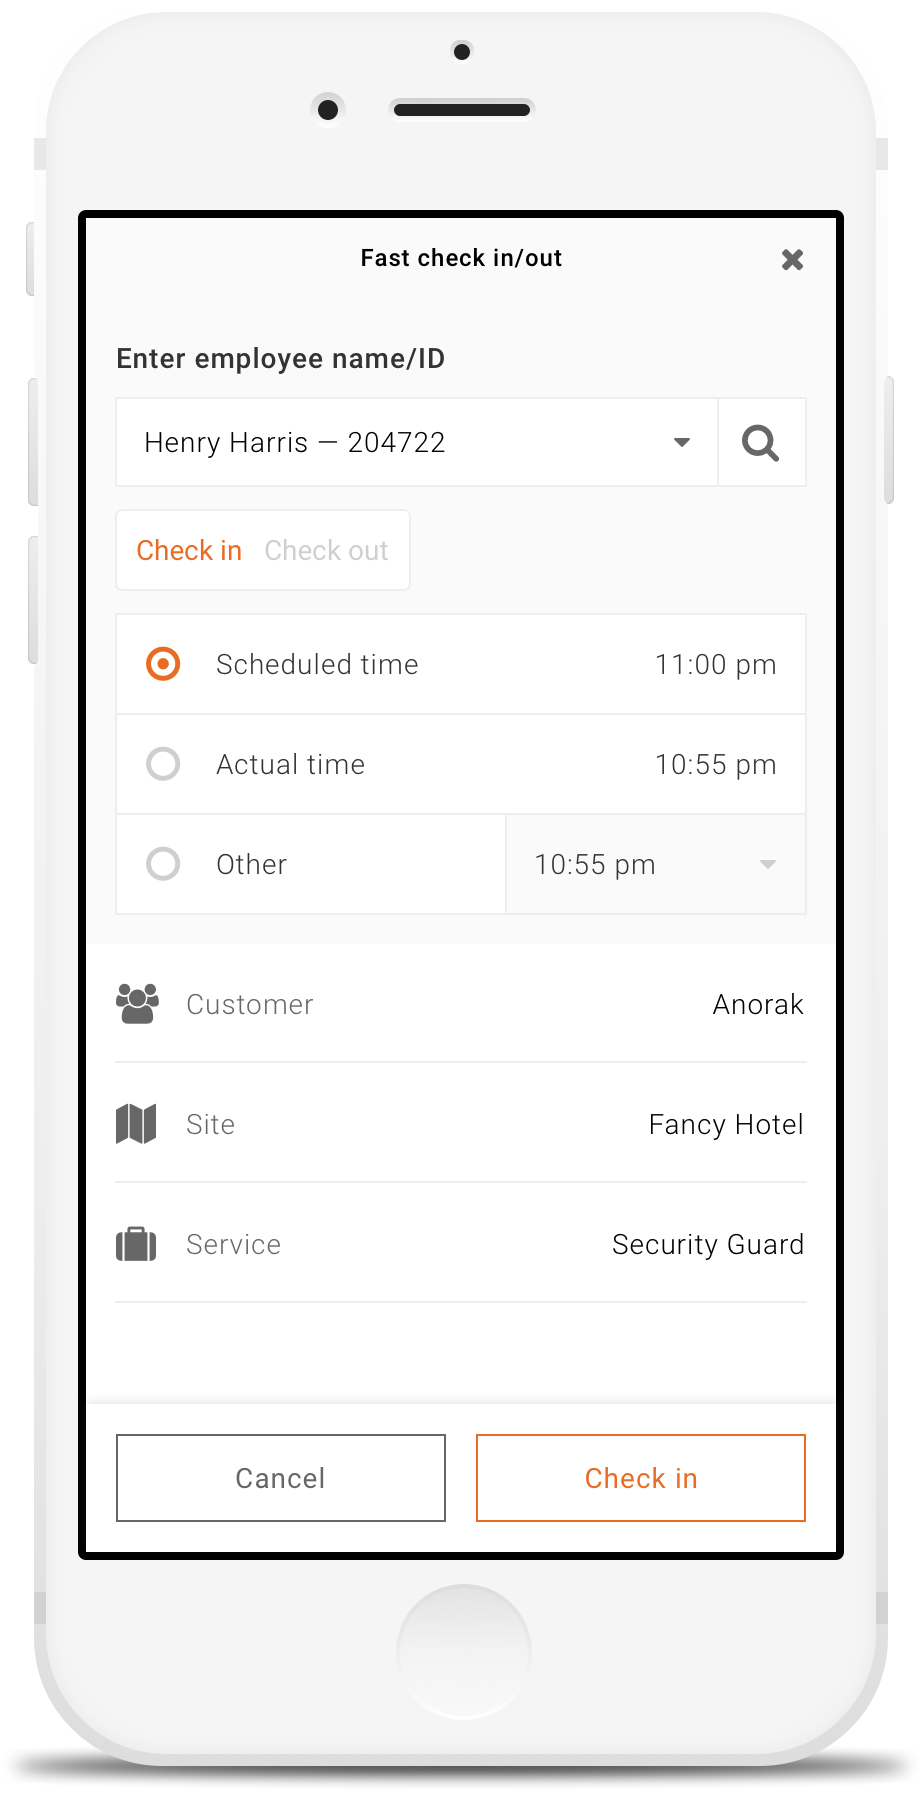 Fast check in/out
Enter employee name/ID
Henry Harris — 204722
Check in Check out
Scheduled time 11:00 pm
Actual time 10:55 pm
Other 10:55 pm
Customer Anorak
Site Fancy Hotel
Service Security Guard
Cancel Check in